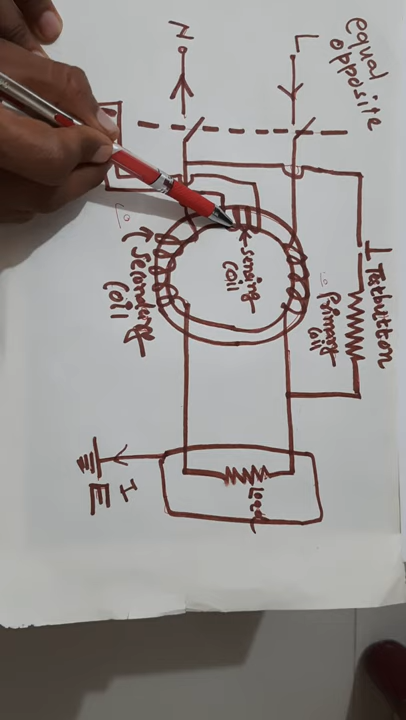 equal
opposite
N
L
Testbutton
Primary
Coil
Sensing
Coil
Secondary
Coil
Load
I
E